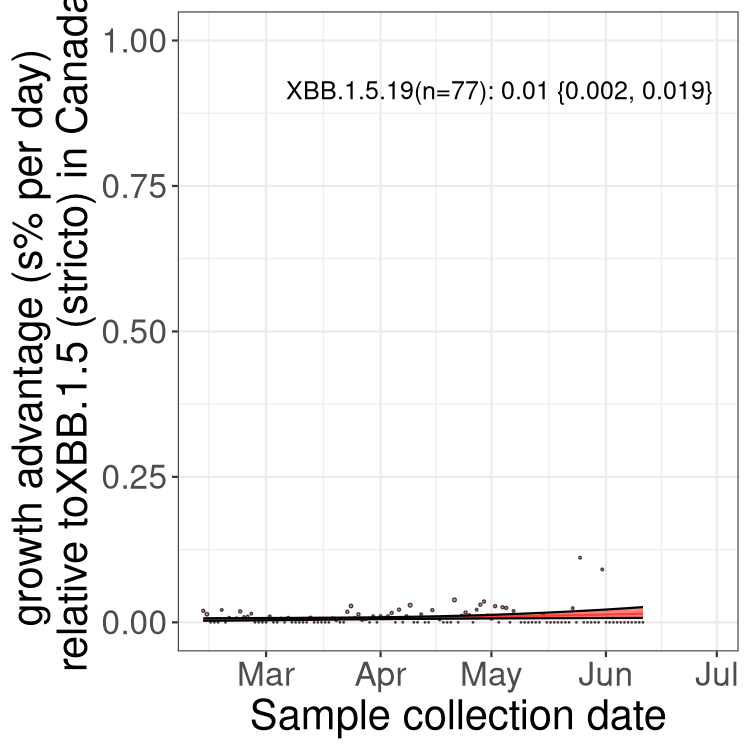 growth advantage (s% per day)
relative toXBB.1.5 (stricto) in Canada
1.00
0.75
0.50
0.25
0.00
XBB.1.5.19(n=77): 0.01 {0.002, 0.019}
Mar Apr May Jun Jul
Sample collection date